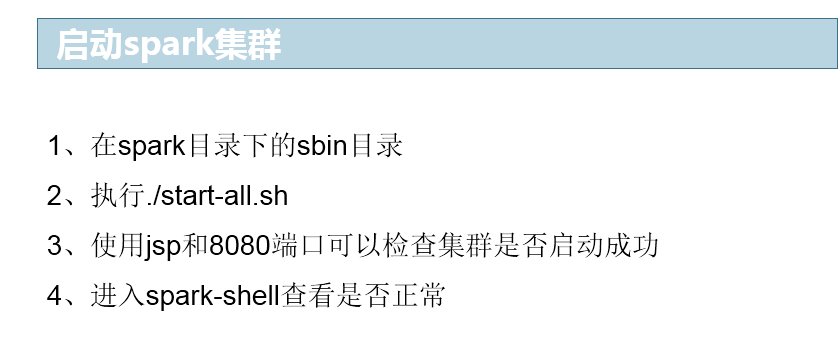 启动spark集群
1、在spark目录下的sbin目录
2、执行./start-all.sh
3、使用jsp和8080端口可以检查集群是否启动成功
4、进入spark-shell查看是否正常